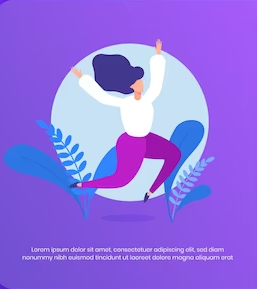 Lorem ipsum dolor sit amet, consectetuer adipiscing elit, sed diam
nonummy nibh euismod tincidunt ut laoreet dolore magna aliquam erat